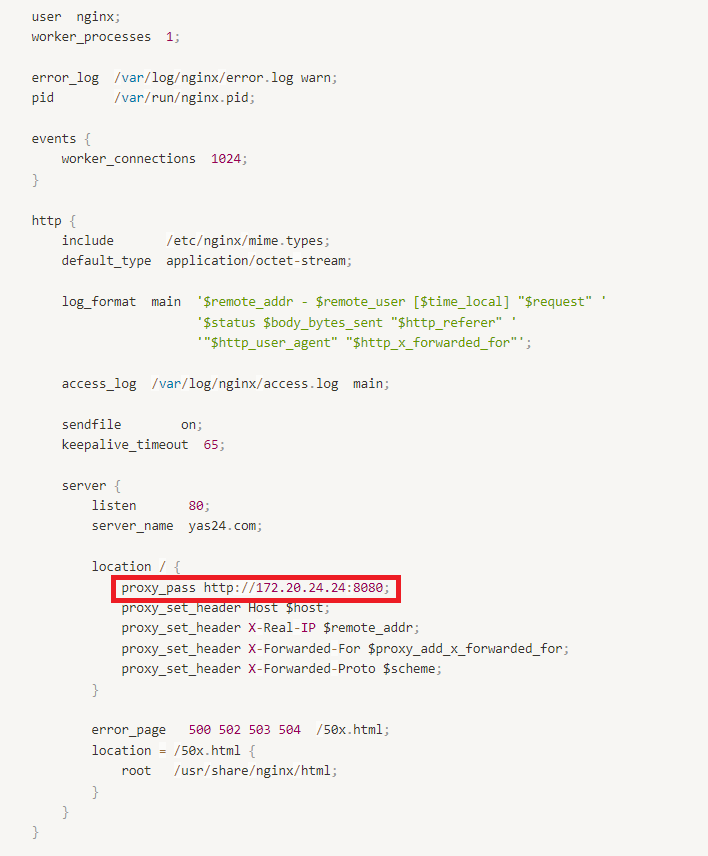 user  nginx;
worker_processes  1;

error_log  /var/log/nginx/error.log warn;
pid        /var/run/nginx.pid;

events {
    worker_connections  1024;
}

http {
    include       /etc/nginx/mime.types;
    default_type  application/octet-stream;

    log_format  main  '$remote_addr - $remote_user [$time_local] "$request" '
                      '$status $body_bytes_sent "$http_referer" '
                      '"$http_user_agent" "$http_x_forwarded_for"';

    access_log  /var/log/nginx/access.log  main;

    sendfile        on;
    keepalive_timeout  65;

    server {
        listen       80;
        server_name  yas24.com;

        location / {
            proxy_pass http://172.20.24.24:8080;
            proxy_set_header Host $host;
            proxy_set_header X-Real-IP $remote_addr;
            proxy_set_header X-Forwarded-For $proxy_add_x_forwarded_for;
            proxy_set_header X-Forwarded-Proto $scheme;
        }

        error_page   500 502 503 504  /50x.html;
        location = /50x.html {
            root   /usr/share/nginx/html;
        }
    }
}